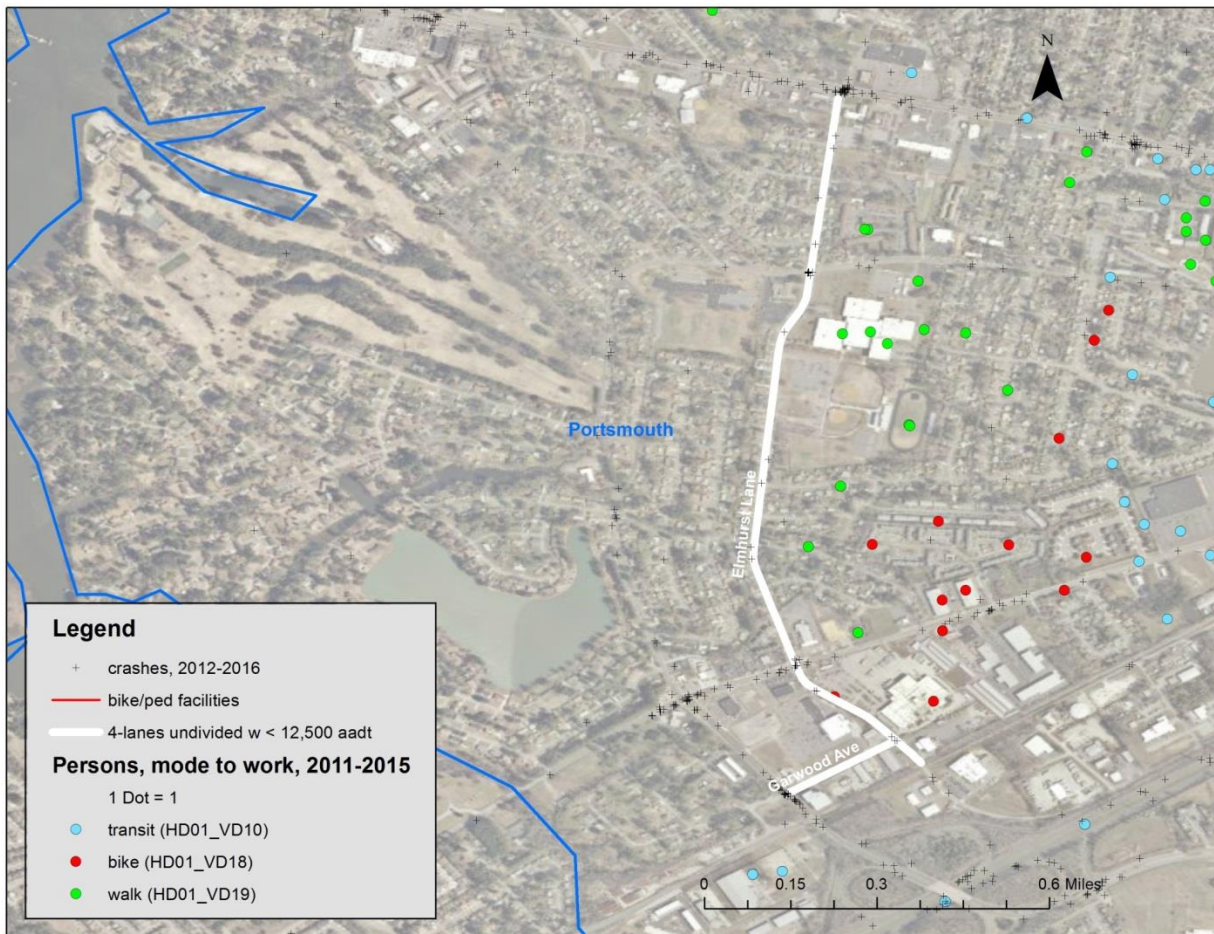 N
Portsmouth
Elmhurst Lane
Garwood Ave
Legend
crashes, 2012-2016
bike/ped facilities
4-lanes undivided w < 12,500 aadt
Persons, mode to work, 2011-2015
1 Dot = 1
transit (HD01_VD10)
bike (HD01_VD18)
walk (HD01_VD19)
0 0.15 0.3 0.6 Miles